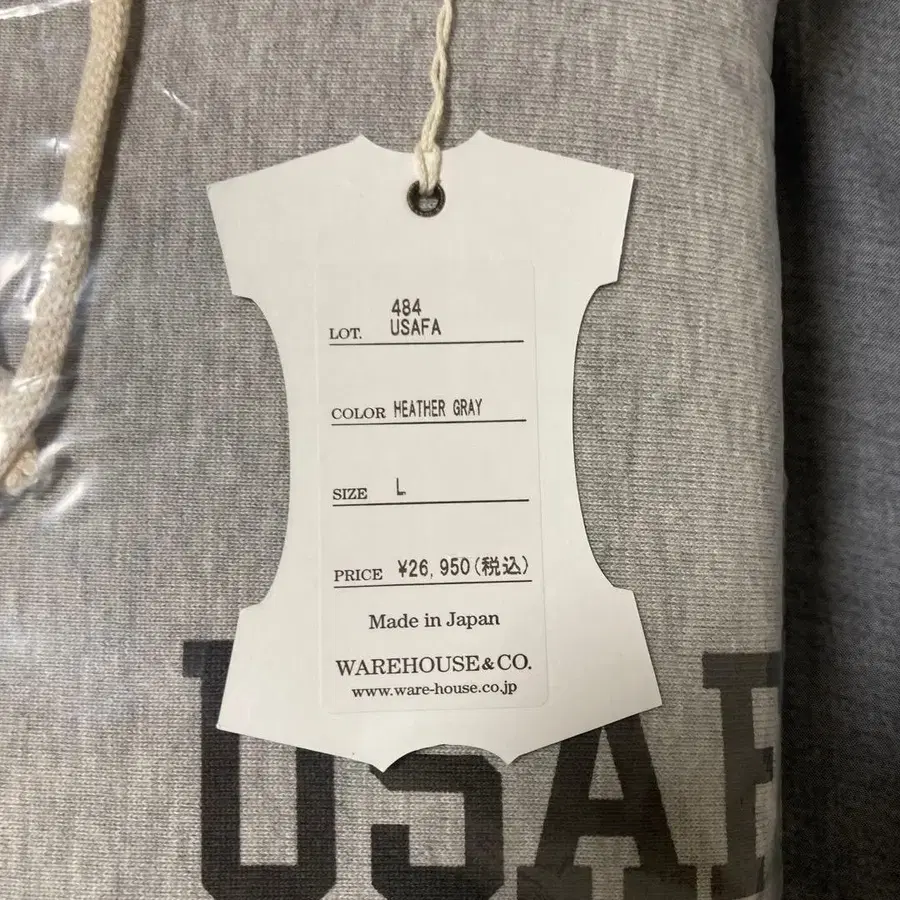 484
LOT. USAFA
COLOR HEATHER GRAY
SIZE L
PRICE ¥26,950(税込)
Made in Japan
WAREHOUSE&CO.
www.ware-house.co.jp
USAF